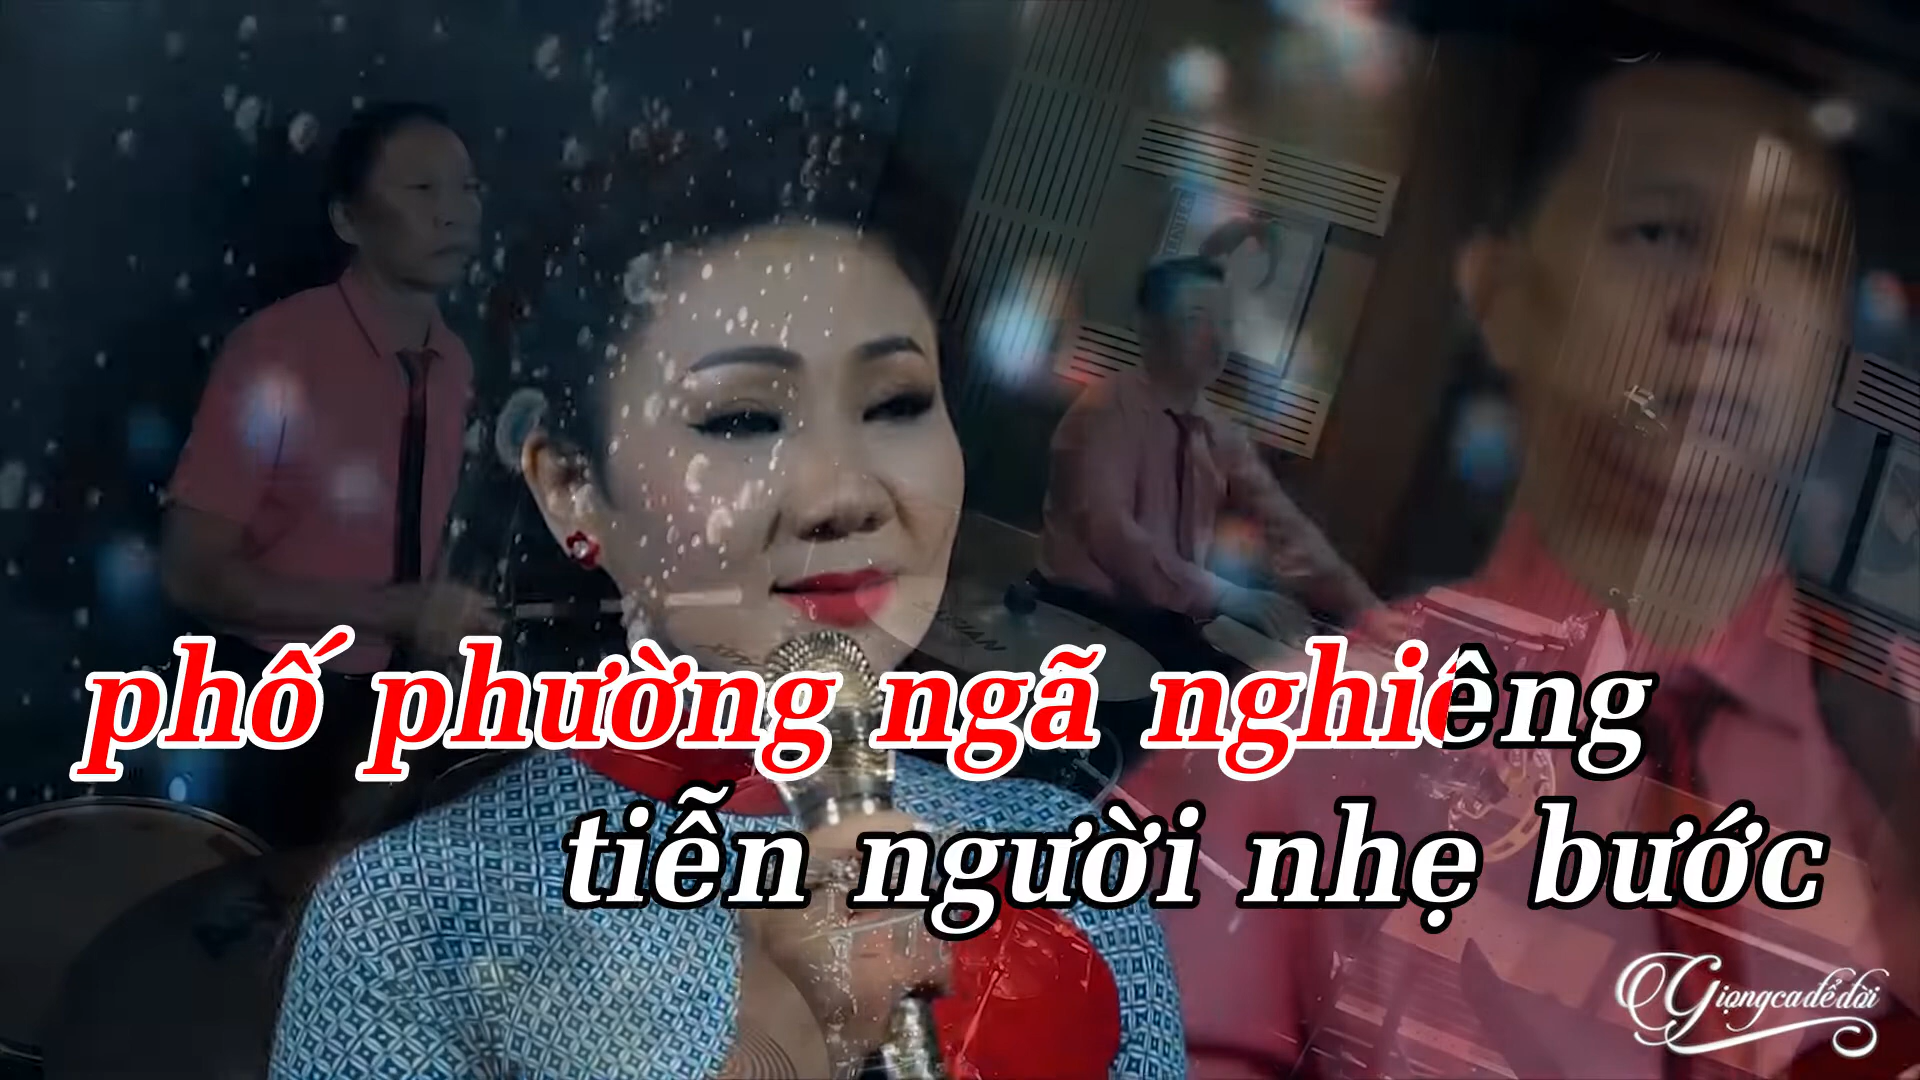 phố phường ngã nghiêng
tiễn người nhẹ bước
Giọngcađểđời